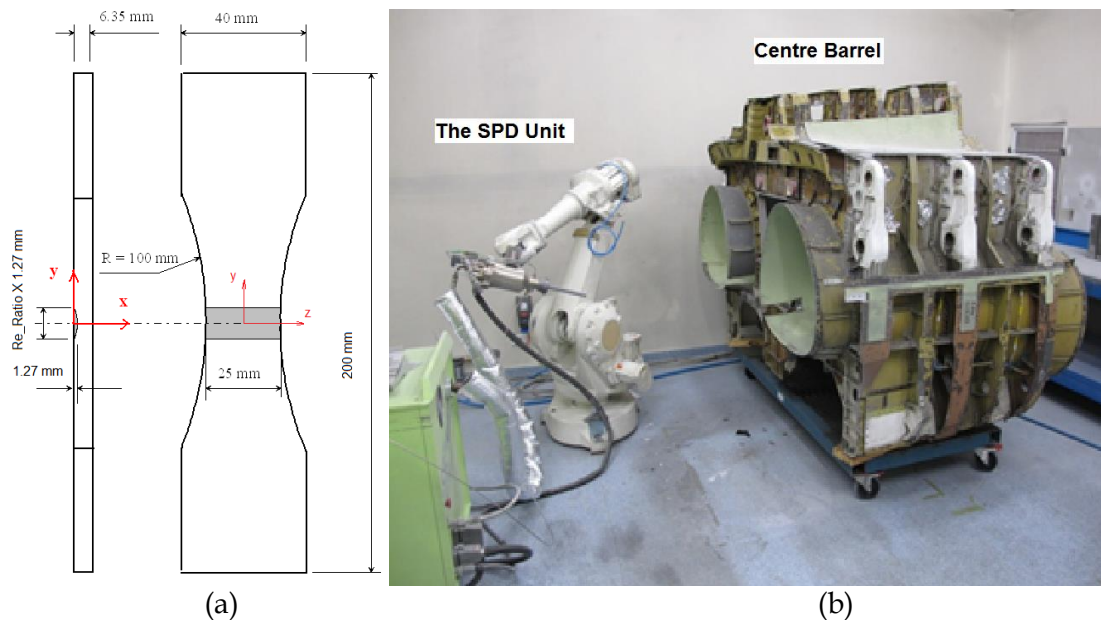 6.35 mm
40 mm
R = 100 mm
y
x
y
z
Re_Ratio X 1.27 mm
1.27 mm
25 mm
200 mm
(a)
Centre Barrel
The SPD Unit
(b)